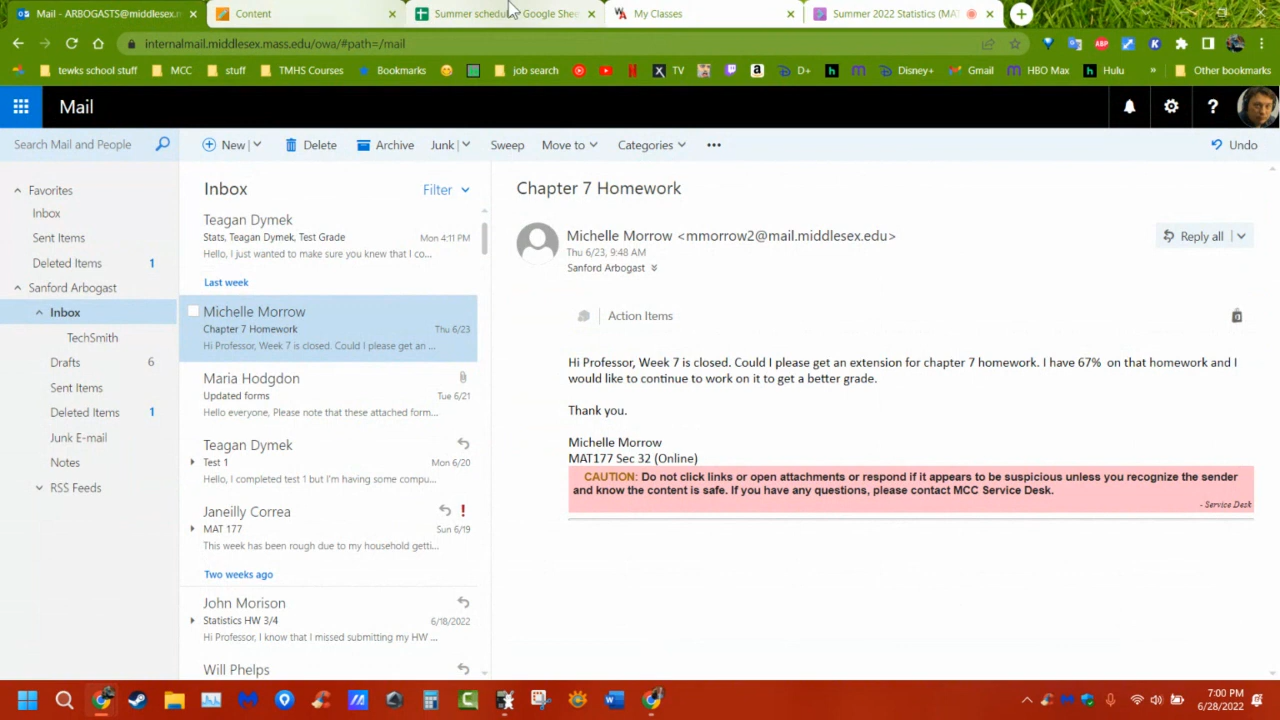 Mail - ARBOGASTS@middlesex.m
Content
Summer schedu
Google Shee
My Classes
Summer 2022 Statistics (MAT
internalmail.middlesex.mass.edu/owa/#path=/mail
tewks school stuff
MCC
stuff
TMHS Courses
Bookmarks
job search
TV
D+
Disney+
Gmail
HBO Max
Hulu
»
Other bookmarks
Mail
Search Mail and People
New
Delete
Archive
Junk
Sweep
Move to
Categories
Undo
Favorites
Inbox
Sent Items
Deleted Items 1
Sanford Arbogast
Inbox
TechSmith
Drafts 6
Sent Items
Deleted Items 1
Junk E-mail
Notes
RSS Feeds
Inbox
Filter
Teagan Dymek
Stats, Teagan Dymek, Test Grade Mon 4:11 PM
Hello, I just wanted to make sure you knew that I co...
Last week
Michelle Morrow
Chapter 7 Homework Thu 6/23
Hi Professor, Week 7 is closed. Could I please get an ...
Maria Hodgdon
Updated forms Tue 6/21
Hello everyone, Please note that these attached form...
Teagan Dymek
Test 1 Mon 6/20
Hello, I completed test 1 but I'm having some compu...
Janeilly Correa
MAT 177 Sun 6/19
This week has been rough due to my household getti...
Two weeks ago
John Morison
Statistics HW 3/4 6/18/2022
Hi Professor, I know that I missed submitting my HW ...
Will Phelps
Chapter 7 Homework
Michelle Morrow <mmorrow2@mail.middlesex.edu>
Thu 6/23, 9:48 AM
Sanford Arbogast
Reply all
Action Items
Hi Professor, Week 7 is closed. Could I please get an extension for chapter 7 homework. I have 67% on that homework and I
would like to continue to work on it to get a better grade.
Thank you.
Michelle Morrow
MAT177 Sec 32 (Online)
CAUTION: Do not click links or open attachments or respond if it appears to be suspicious unless you recognize the sender
and know the content is safe. If you have any questions, please contact MCC Service Desk.
- Service Desk
7:00 PM
6/28/2022